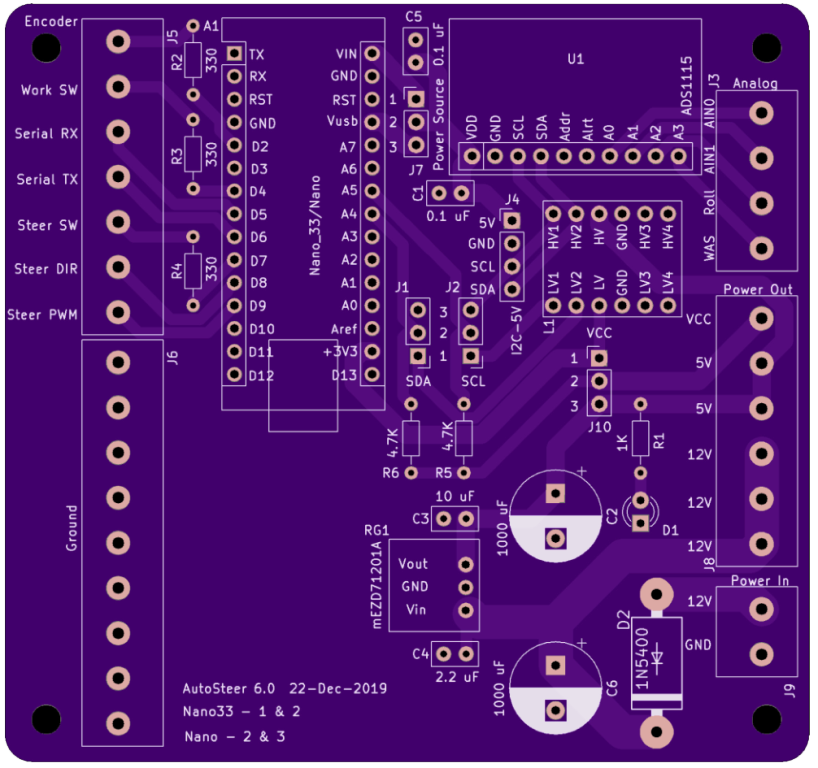 Encoder
Work SW
Serial RX
Serial TX
Steer SW
Steer DIR
Steer PWM
J5
A1
R2
330
R3
330
R4
330
J6
Ground
TX
RX
RST
GND
D2
D3
D4
D5
D6
D7
D8
D9
D10
D11
D12
Nano_33/Nano
VIN
GND
RST
Vusb
A7
A6
A5
A4
A3
A2
A1
A0
Aref
+3V3
D13
C5
0.1 uF
1
2
3
J7
Power Source
U1
ADS1115
VDD
GND
SCL
SDA
Addr
Alrt
A0
A1
A2
A3
J3
Analog
AIN0
AIN1
Roll
WAS
C1
0.1 uF
J4
5V
GND
SCL
SDA
I2C-5V
HV1
HV2
HV
GND
HV3
HV4
LV1
LV2
LV
GND
LV3
LV4
L1
J1
J2
3
2
1
SDA
SCL
VCC
1
2
3
J10
Power Out
VCC
5V
5V
12V
12V
12V
J8
4.7K
4.7K
R6
R5
1K
R1
10 uF
C3
1000 uF
+
C2
D1
RG1
mEZD71201A
Vout
GND
Vin
C4
2.2 uF
1000 uF
+
C6
D2
1N5400
Power In
12V
GND
J9
AutoSteer 6.0 22-Dec-2019
Nano33 - 1 & 2
Nano - 2 & 3